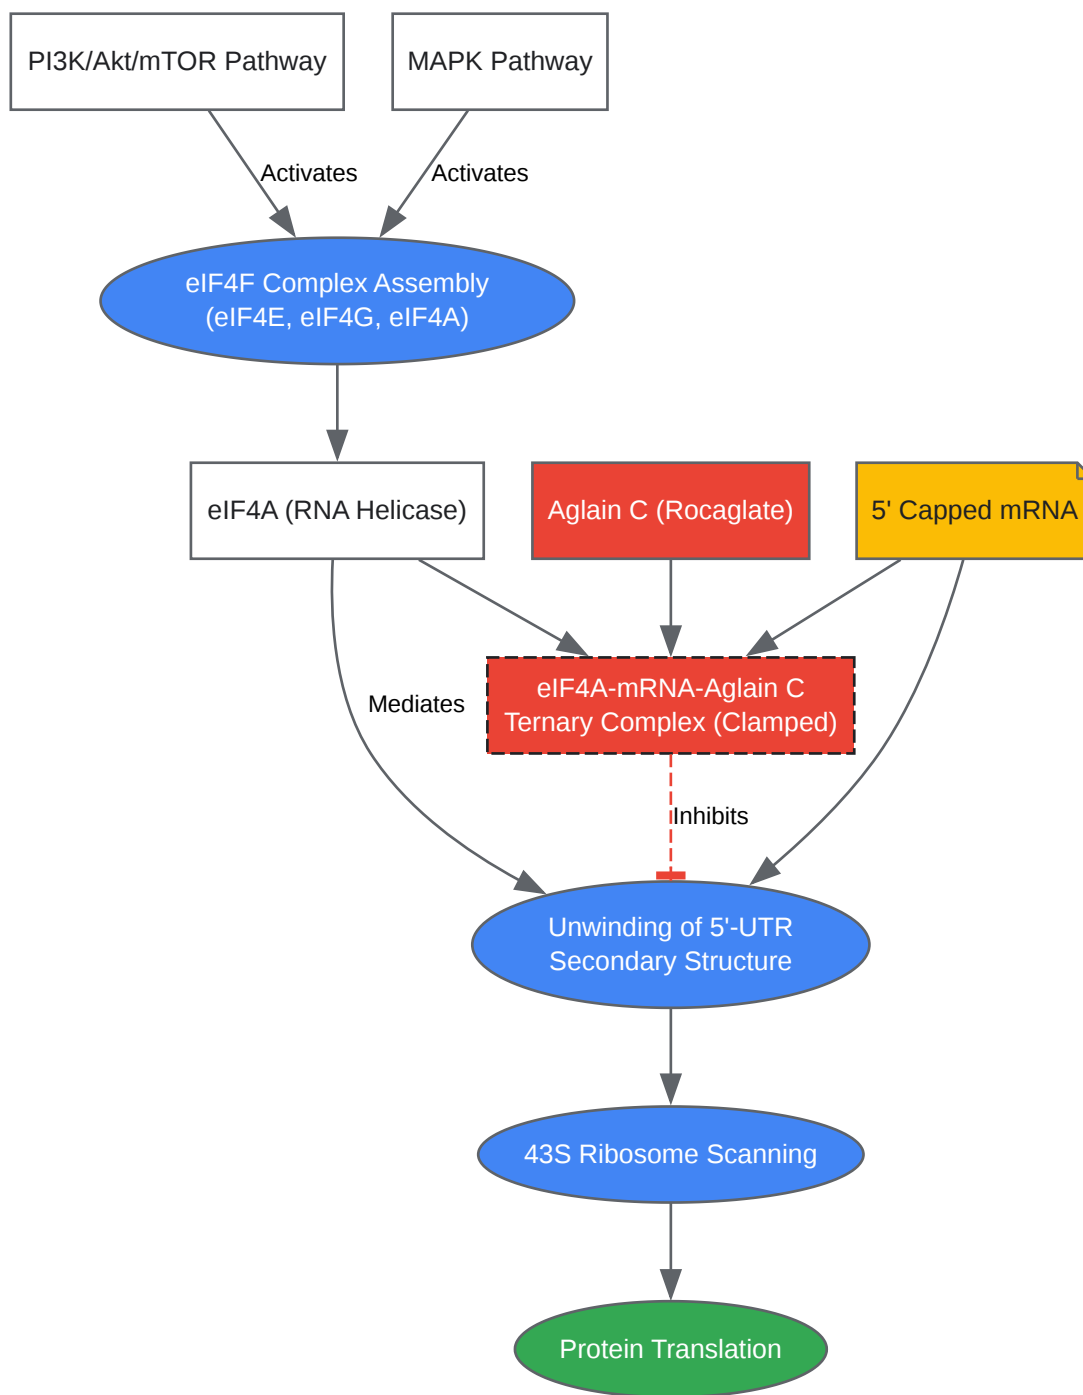 PI3K/Akt/mTOR Pathway
MAPK Pathway
Activates
Activates
eIF4F Complex Assembly
(eIF4E, eIF4G, eIF4A)
eIF4A (RNA Helicase)
Aglain C (Rocaglate)
5' Capped mRNA
eIF4A-mRNA-Aglain C
Ternary Complex (Clamped)
Mediates
Inhibits
Unwinding of 5'-UTR
Secondary Structure
43S Ribosome Scanning
Protein Translation